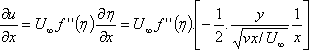 ∂u/∂x = U∞ f''(η) ∂η/∂x = U∞ f''(η).[ -1/2 . y/√(νx/U∞) 1/x ]